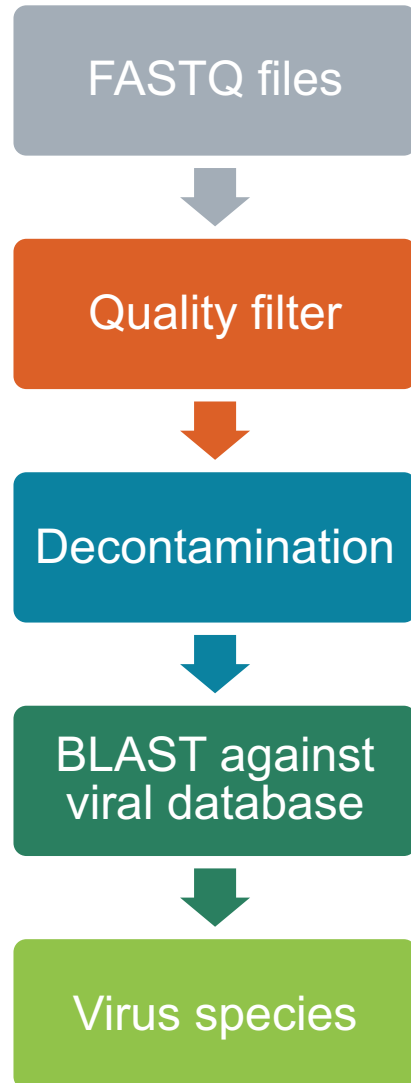 FASTQ files
Quality filter
Decontamination
BLAST against
viral database
Virus species